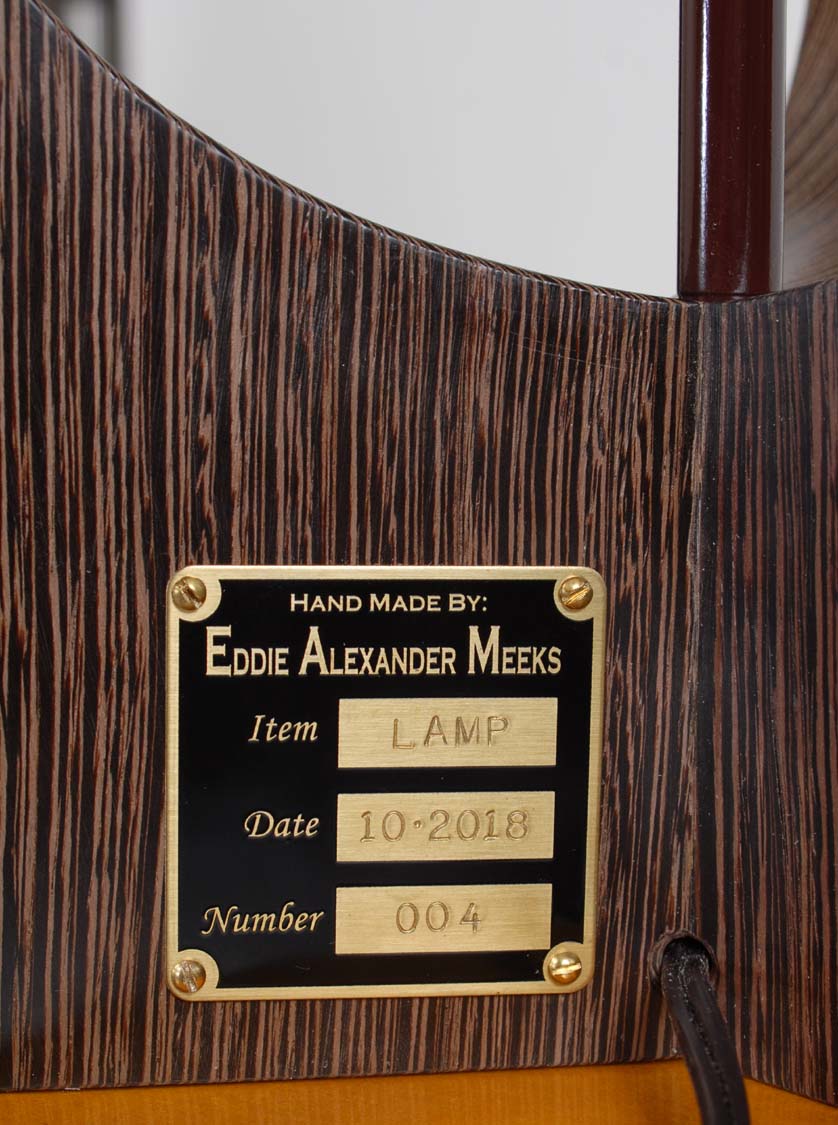 HAND MADE BY:
EDDIE ALEXANDER MEEKS
Item LAMP
Date 10·2018
Number 004